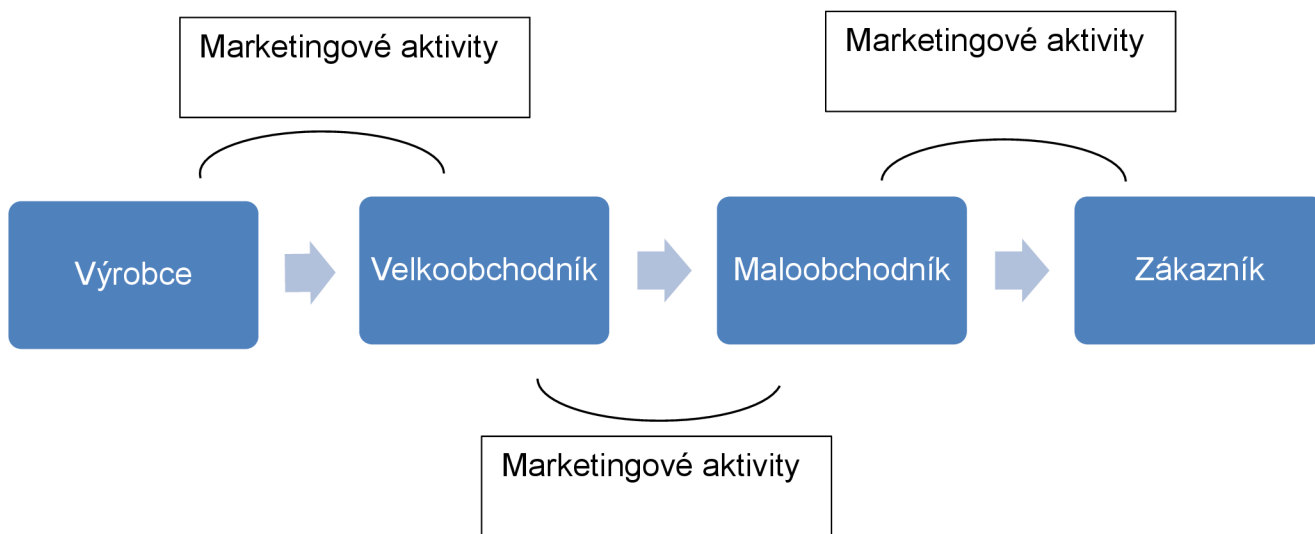 Marketingové aktivity
Marketingové aktivity
Výrobce
Velkoobchodník
Maloobchodník
Zákazník
Marketingové aktivity